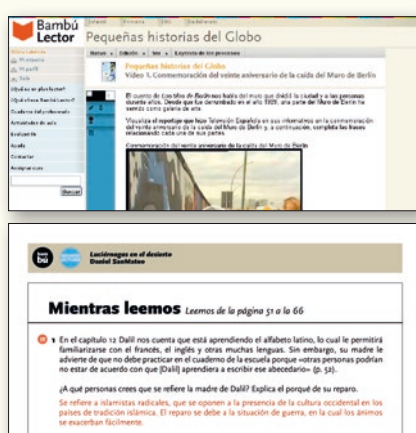 Bambú
Lector
Infantil Primaria ESO
Pequeñas historias del Globo
Pequeñas historias del Globo
Vídeo 1. Conmemoración del veinte aniversario de la caída del Muro de Berlín
El cuento de nos habla del muro que dividió la ciudad y a las personas
durante años. Desde que fue derrumbado en el año 1989, una parte de Muro de Berlín ha
servido como galería de arte.
Visualiza el reportaje que hizo Televisión Española en sus informativos en la conmemoración
del veinte aniversario de la caída del Muro de Berlín y, a continuación, completa las frases
relacionando cada una de sus partes.
Conmemoración del veinte aniversario de la caída del Muro de Berlín
Ayuda
Contactar
Buscar
bam
bú
Luciérnagas en el desierto
Daniel SanMateo
Mientras leemos Leemos de la página 51 a la 66
1 En el capítulo 12 Dalil nos cuenta que está aprendiendo el alfabeto latino, lo cual le permitirá
familiarizarse con el francés, el inglés y otras muchas lenguas. Sin embargo, su madre le
advierte de que no debe practicar en el cuaderno de la escuela porque «otras personas podrían
no estar de acuerdo con que [Dalil] aprendiera a escribir ese abecedario» (p. 52).
¿A qué personas crees que se refiere la madre de Dalil? Explica el porqué de su reparo.
Se refiere a islamistas radicales, que se oponen a la presencia de la cultura occidental en los
países de tradición islámica. El reparo se debe a la situación de guerra, en la cual los ánimos
se exacerban fácilmente.